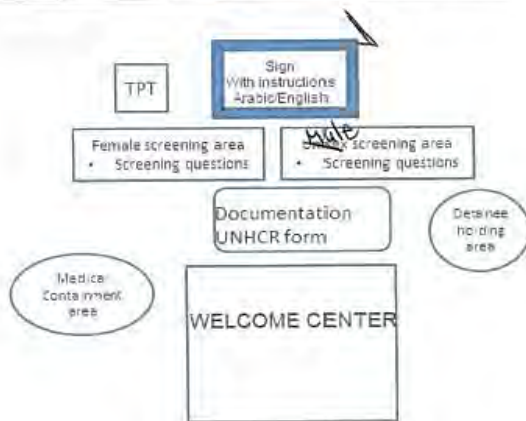 Sign
With Instructions
Arabic/English
TPT
Female screening area
• Screening questions
Male
Unisex screening area
• Screening questions
Documentation
UNHCR form
Detainee
holding
area
Medical
Containment
area
WELCOME CENTER